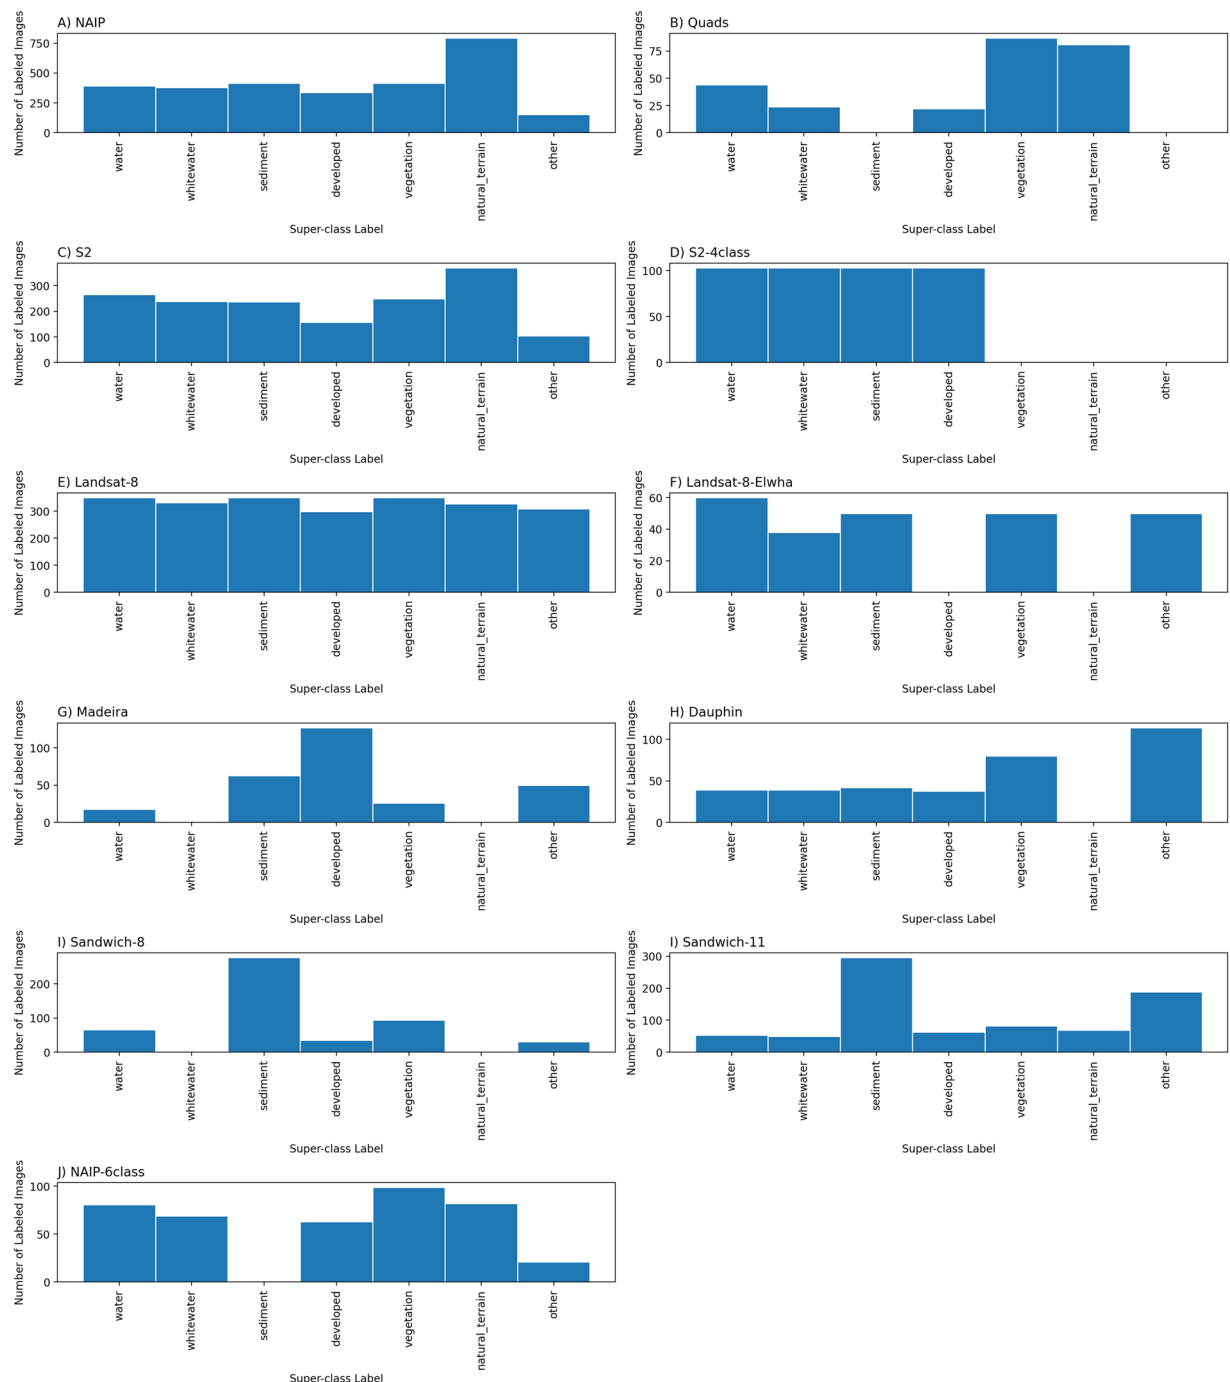 A) NAIP
Number of Labeled Images
750
500
250
0
water
whitewater
sediment
developed
vegetation
natural_terrain
other
Super-class Label
B) Quads
Number of Labeled Images
75
50
25
0
water
whitewater
sediment
developed
vegetation
natural_terrain
other
Super-class Label
C) S2
Number of Labeled Images
300
200
100
0
water
whitewater
sediment
developed
vegetation
natural_terrain
other
Super-class Label
D) S2-4class
Number of Labeled Images
100
50
0
water
whitewater
sediment
developed
vegetation
natural_terrain
other
Super-class Label
E) Landsat-8
Number of Labeled Images
300
200
100
0
water
whitewater
sediment
developed
vegetation
natural_terrain
other
Super-class Label
F) Landsat-8-Elwha
Number of Labeled Images
60
40
20
0
water
whitewater
sediment
developed
vegetation
natural_terrain
other
Super-class Label
G) Madeira
Number of Labeled Images
100
50
0
water
whitewater
sediment
developed
vegetation
natural_terrain
other
Super-class Label
H) Dauphin
Number of Labeled Images
100
50
0
water
whitewater
sediment
developed
vegetation
natural_terrain
other
Super-class Label
I) Sandwich-8
Number of Labeled Images
200
100
0
water
whitewater
sediment
developed
vegetation
natural_terrain
other
Super-class Label
I) Sandwich-11
Number of Labeled Images
300
200
100
0
water
whitewater
sediment
developed
vegetation
natural_terrain
other
Super-class Label
J) NAIP-6class
Number of Labeled Images
100
50
0
water
whitewater
sediment
developed
vegetation
natural_terrain
other
Super-class Label